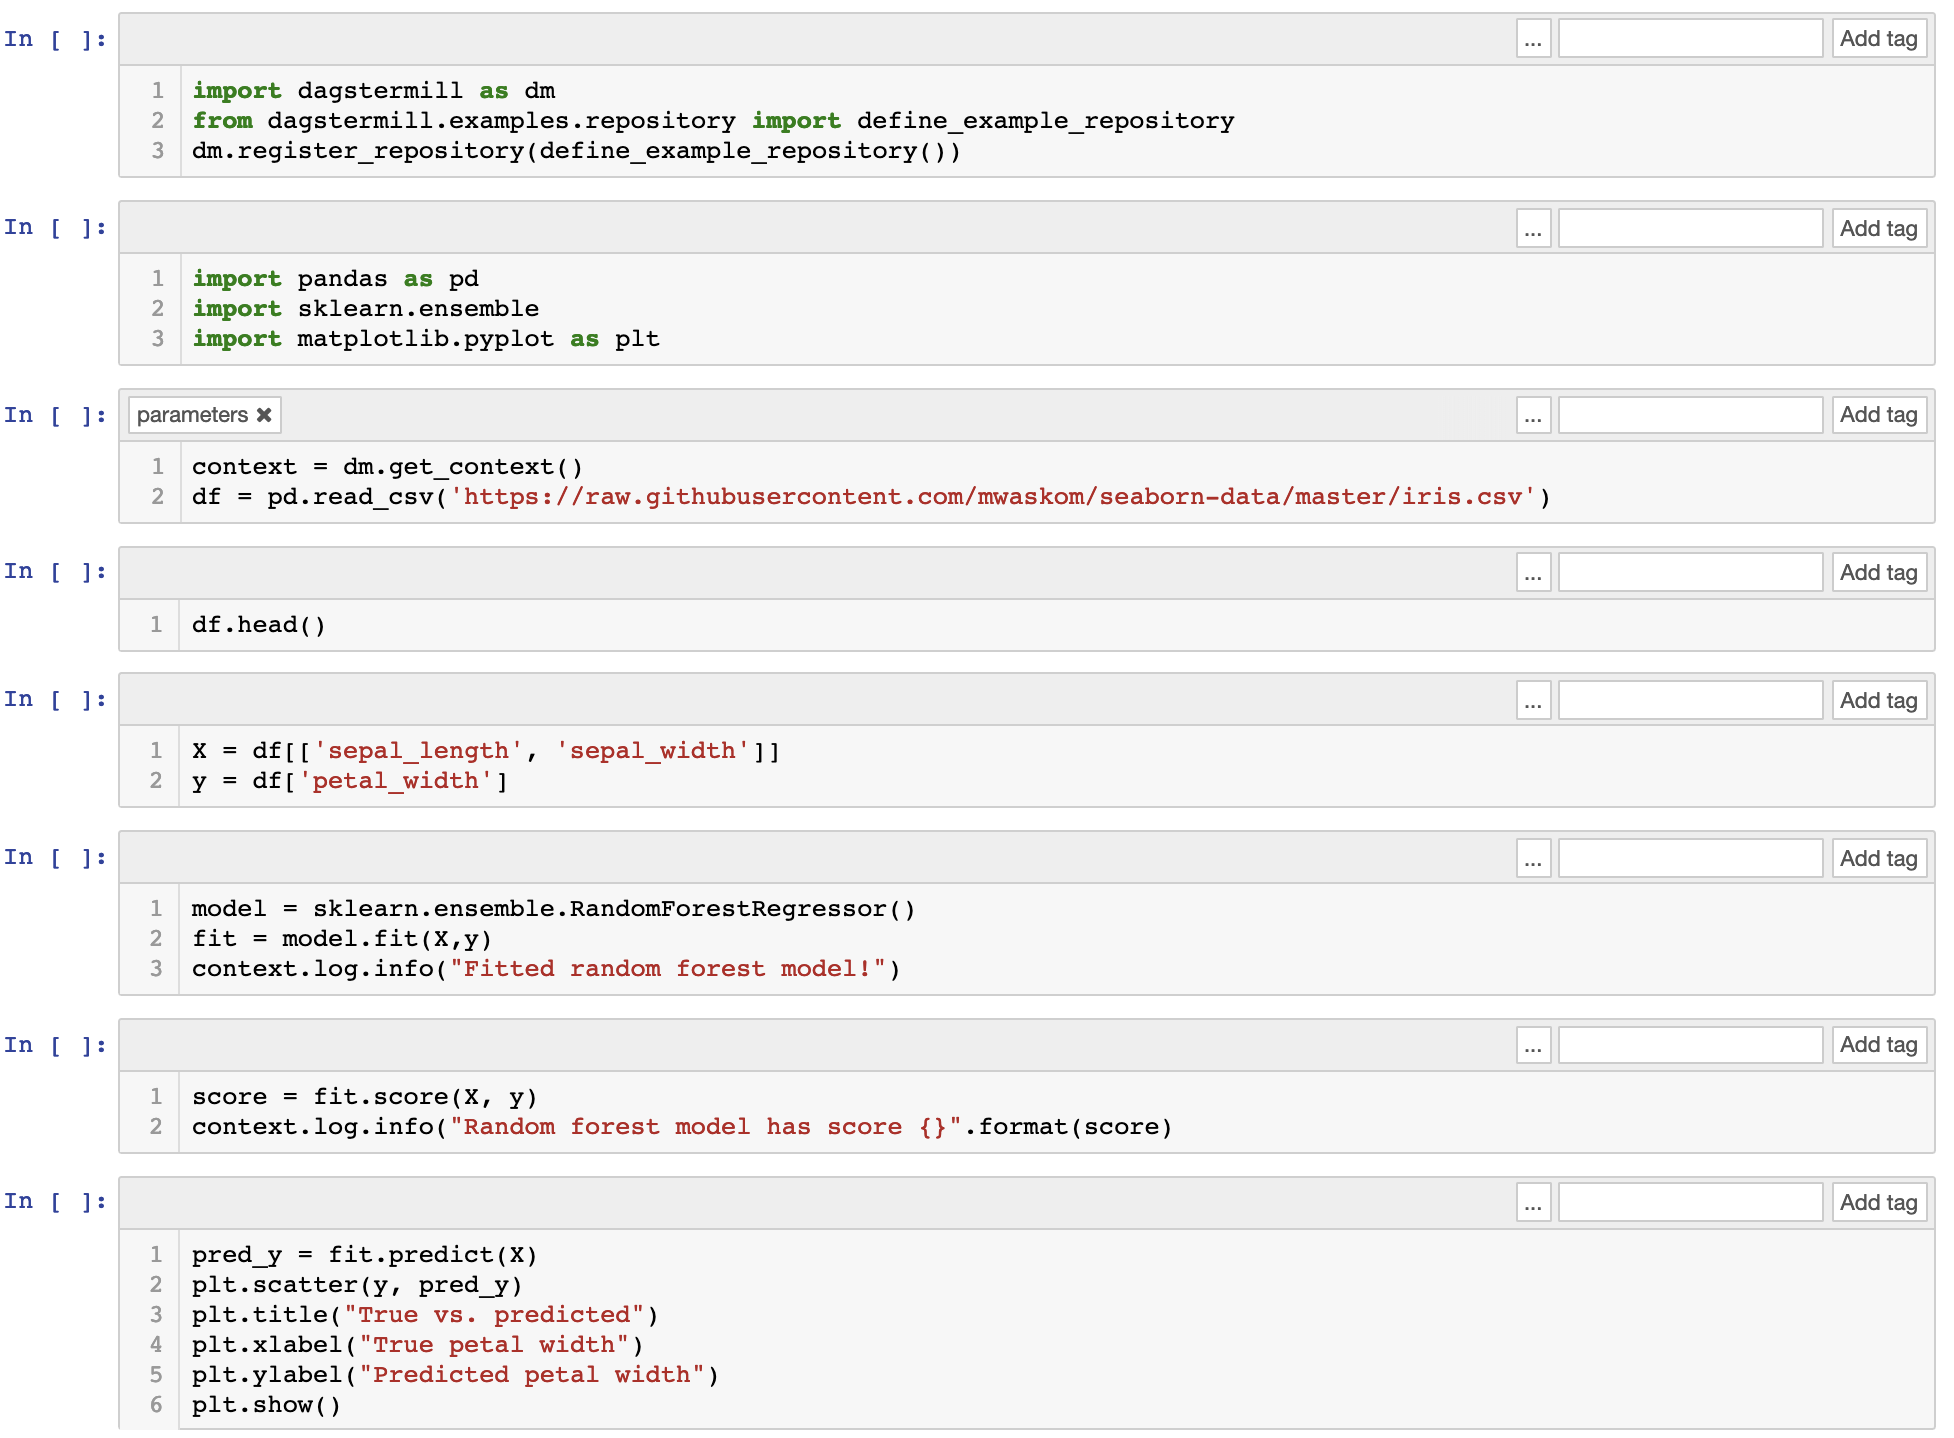 In [ ]: ... Add tag
1 import dagstermill as dm
2 from dagstermill.examples.repository import define_example_repository
3 dm.register_repository(define_example_repository())
In [ ]: ... Add tag
1 import pandas as pd
2 import sklearn.ensemble
3 import matplotlib.pyplot as plt
In [ ]: parameters ✖ ... Add tag
1 context = dm.get_context()
2 df = pd.read_csv('https://raw.githubusercontent.com/mwaskom/seaborn-data/master/iris.csv')
In [ ]: ... Add tag
1 df.head()
In [ ]: ... Add tag
1 X = df[['sepal_length', 'sepal_width']]
2 y = df['petal_width']
In [ ]: ... Add tag
1 model = sklearn.ensemble.RandomForestRegressor()
2 fit = model.fit(X,y)
3 context.log.info("Fitted random forest model!")
In [ ]: ... Add tag
1 score = fit.score(X, y)
2 context.log.info("Random forest model has score {}".format(score)
In [ ]: ... Add tag
1 pred_y = fit.predict(X)
2 plt.scatter(y, pred_y)
3 plt.title("True vs. predicted")
4 plt.xlabel("True petal width")
5 plt.ylabel("Predicted petal width")
6 plt.show()